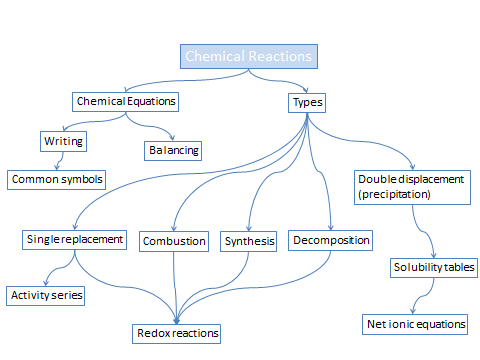 Chemical Reactions
Chemical Equations
Types
Writing
Balancing
Common symbols
Double displacement
(precipitation)
Single replacement
Combustion
Synthesis
Decomposition
Solubility tables
Activity series
Net ionic equations
Redox reactions